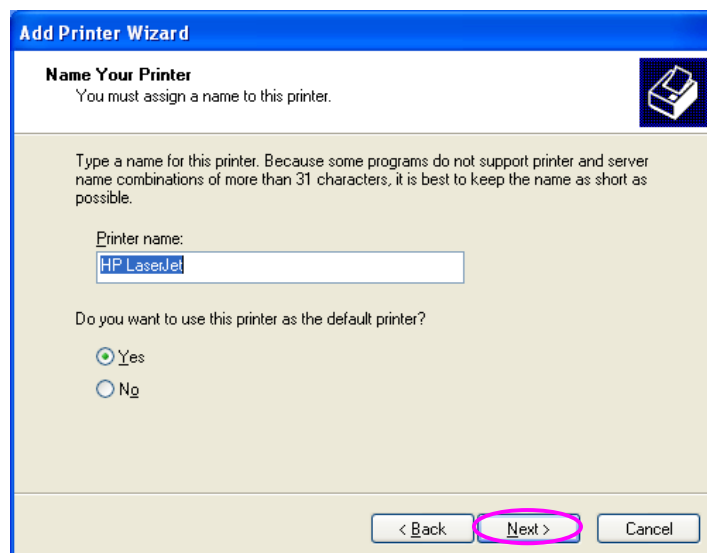 Add Printer Wizard
Name Your Printer
You must assign a name to this printer.
Type a name for this printer. Because some programs do not support printer and server
name combinations of more than 31 characters, it is best to keep the name as short as
possible.
Printer name:
HP LaserJet
Do you want to use this printer as the default printer?
Yes
No
< Back
Next >
Cancel